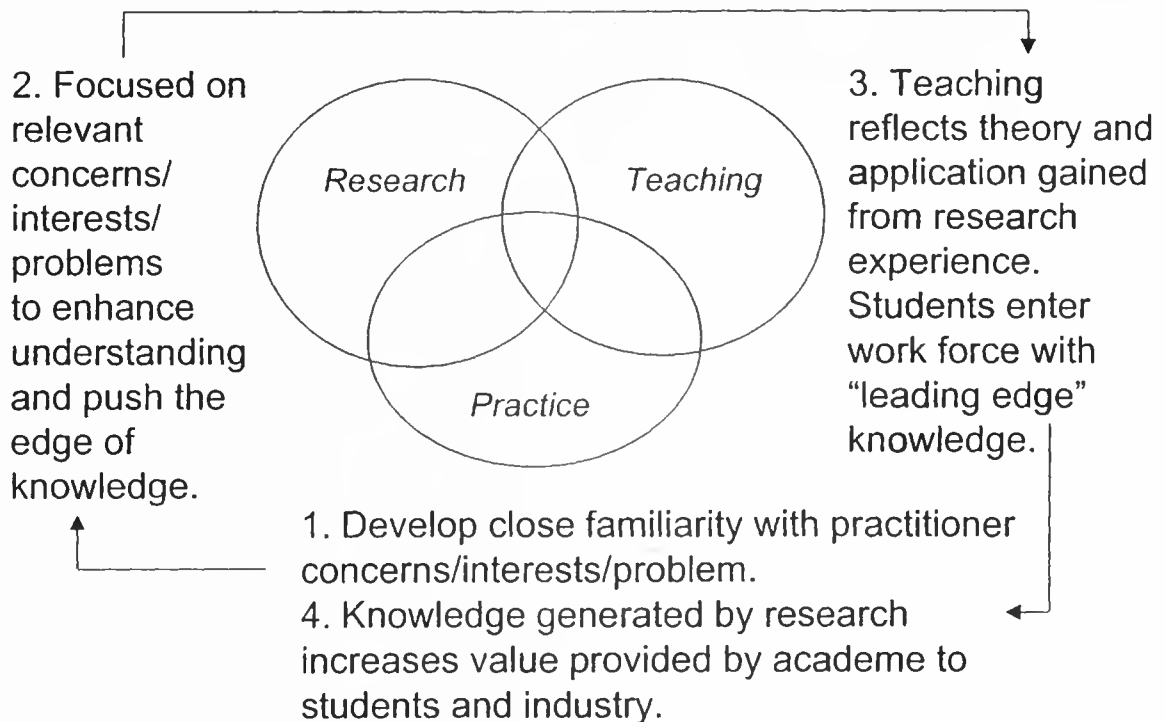 2. Focused on
relevant
concerns/
interests/
problems
to enhance
understanding
and push the
edge of
knowledge.
Research
Teaching
Practice
3. Teaching
reflects theory and
application gained
from research
experience.
Students enter
work force with
“leading edge”
knowledge.
1. Develop close familiarity with practitioner
concerns/interests/problem.
4. Knowledge generated by research
increases value provided by academe to
students and industry.